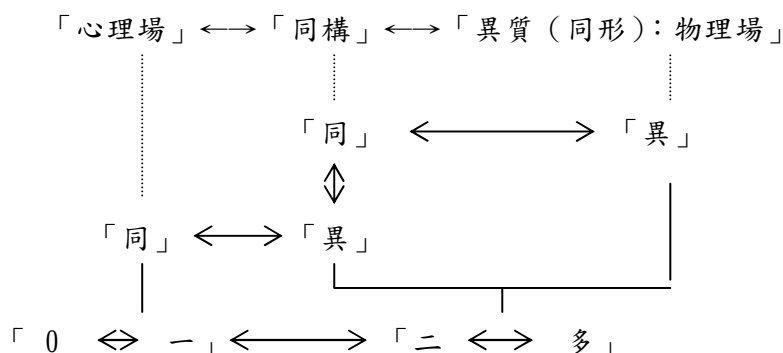 「心理場」←→「同構」←→「異質（同形）：物理場」
「同」 「異」
「同」 「異」
「 0 一」 「二 多」